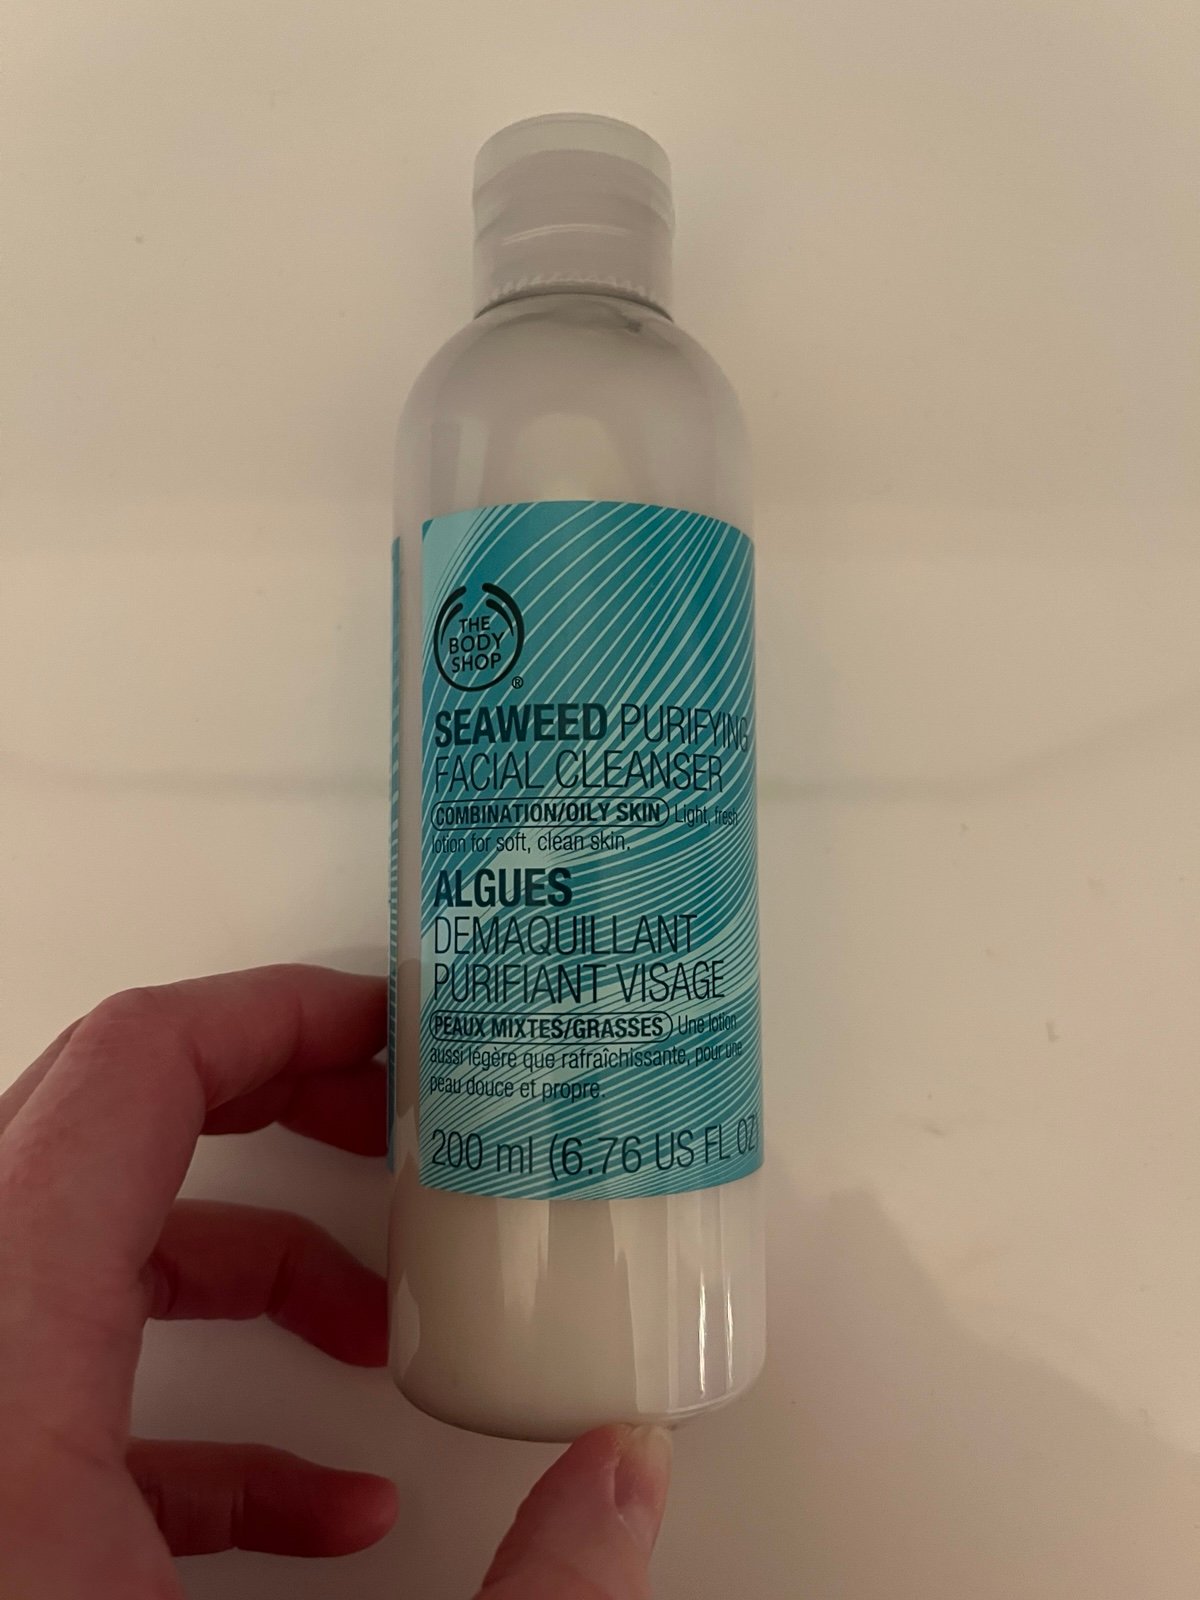 THE
BODY
SHOP
®
SEAWEED PURIFYING
FACIAL CLEANSER
COMBINATION/OILY SKIN Light, fresh
lotion for soft, clean skin.
ALGUES
DEMAQUILLANT
PURIFIANT VISAGE
PEAUX MIXTES/GRASSES Une lotion
aussi légère que rafraîchissante, pour une
peau douce et propre.
200 ml (6.76 US FL OZ)